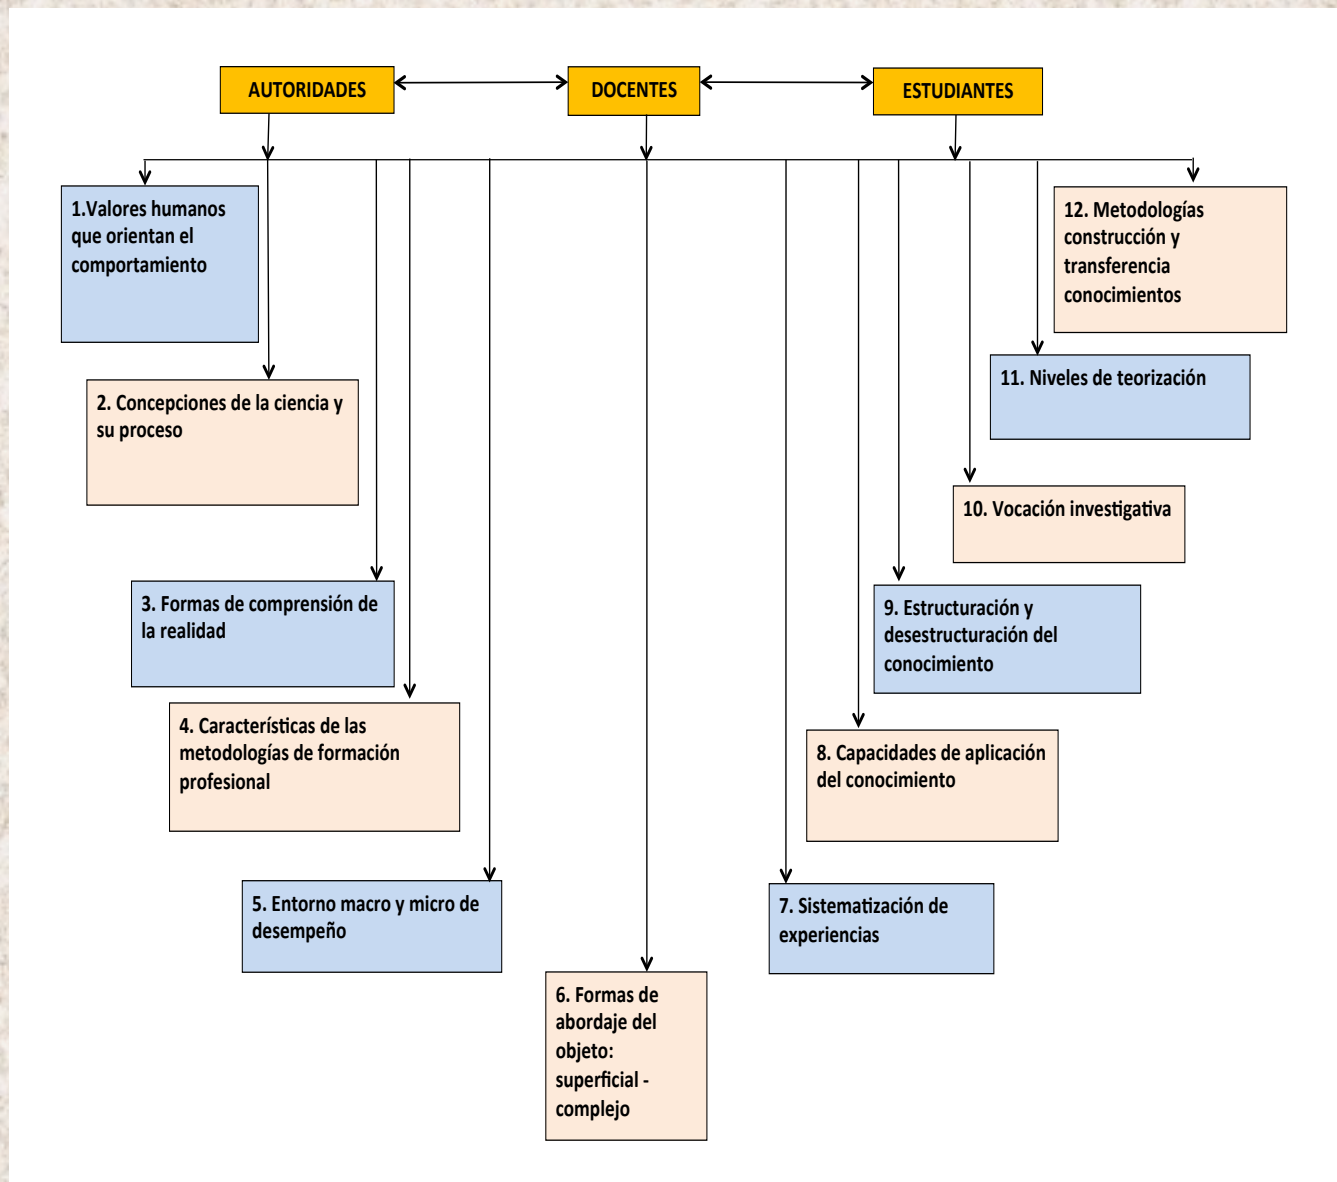 AUTORIDADES
DOCENTES
ESTUDIANTES
1.Valores humanos
que orientan el
comportamiento
2. Concepciones de la ciencia y
su proceso
3. Formas de comprensión de
la realidad
4. Características de las
metodologías de formación
profesional
5. Entorno macro y micro de
desempeño
6. Formas de
abordaje del
objeto:
superficial -
complejo
7. Sistematización de
experiencias
8. Capacidades de aplicación
del conocimiento
9. Estructuración y
desestructuración del
conocimiento
10. Vocación investigativa
11. Niveles de teorización
12. Metodologías
construcción y
transferencia
conocimientos